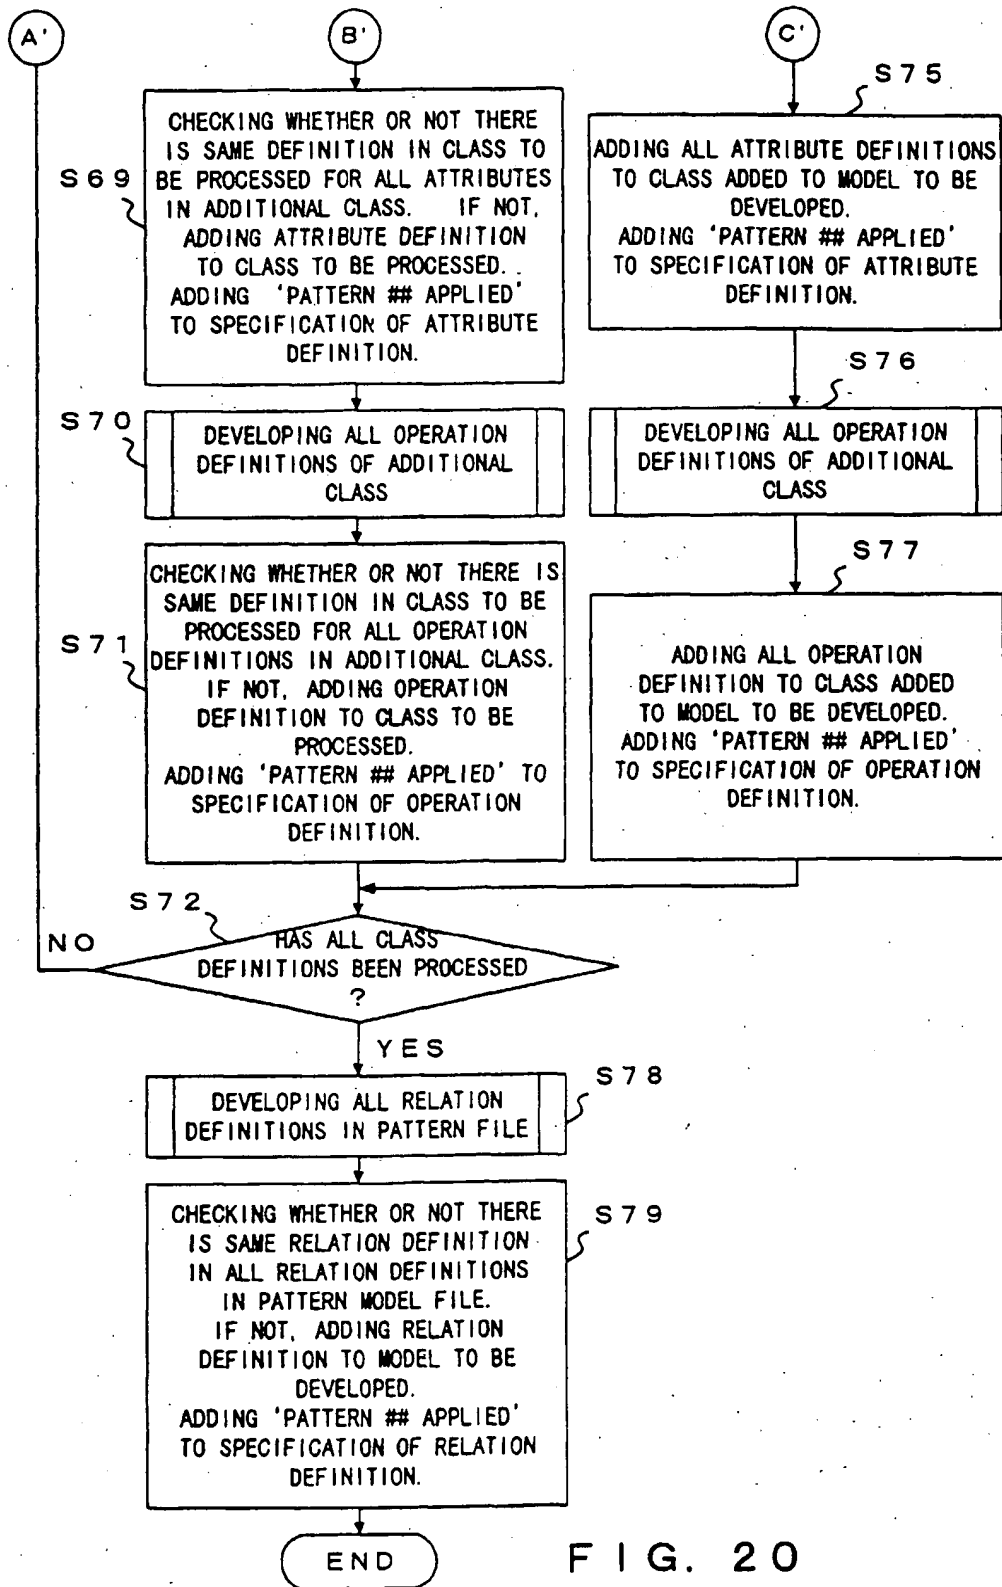 A'
B'
C'
S69
CHECKING WHETHER OR NOT THERE
IS SAME DEFINITION IN CLASS TO
BE PROCESSED FOR ALL ATTRIBUTES
IN ADDITIONAL CLASS. IF NOT,
ADDING ATTRIBUTE DEFINITION
TO CLASS TO BE PROCESSED.
ADDING 'PATTERN ## APPLIED'
TO SPECIFICATION OF ATTRIBUTE
DEFINITION.
S70
DEVELOPING ALL OPERATION
DEFINITIONS OF ADDITIONAL
CLASS
S71
CHECKING WHETHER OR NOT THERE IS
SAME DEFINITION IN CLASS TO BE
PROCESSED FOR ALL OPERATION
DEFINITIONS IN ADDITIONAL CLASS.
IF NOT, ADDING OPERATION
DEFINITION TO CLASS TO BE
PROCESSED.
ADDING 'PATTERN ## APPLIED' TO
SPECIFICATION OF OPERATION
DEFINITION.
S75
ADDING ALL ATTRIBUTE DEFINITIONS
TO CLASS ADDED TO MODEL TO BE
DEVELOPED.
ADDING 'PATTERN ## APPLIED'
TO SPECIFICATION OF ATTRIBUTE
DEFINITION.
S76
DEVELOPING ALL OPERATION
DEFINITIONS OF ADDITIONAL
CLASS
S77
ADDING ALL OPERATION
DEFINITION TO CLASS ADDED
TO MODEL TO BE DEVELOPED.
ADDING 'PATTERN ## APPLIED'
TO SPECIFICATION OF OPERATION
DEFINITION.
S72
NO
HAS ALL CLASS
DEFINITIONS BEEN PROCESSED
?
YES
S78
DEVELOPING ALL RELATION
DEFINITIONS IN PATTERN FILE
S79
CHECKING WHETHER OR NOT THERE
IS SAME RELATION DEFINITION
IN ALL RELATION DEFINITIONS
IN PATTERN MODEL FILE.
IF NOT, ADDING RELATION
DEFINITION TO MODEL TO BE
DEVELOPED.
ADDING 'PATTERN ## APPLIED'
TO SPECIFICATION OF RELATION
DEFINITION.
END
FIG. 20